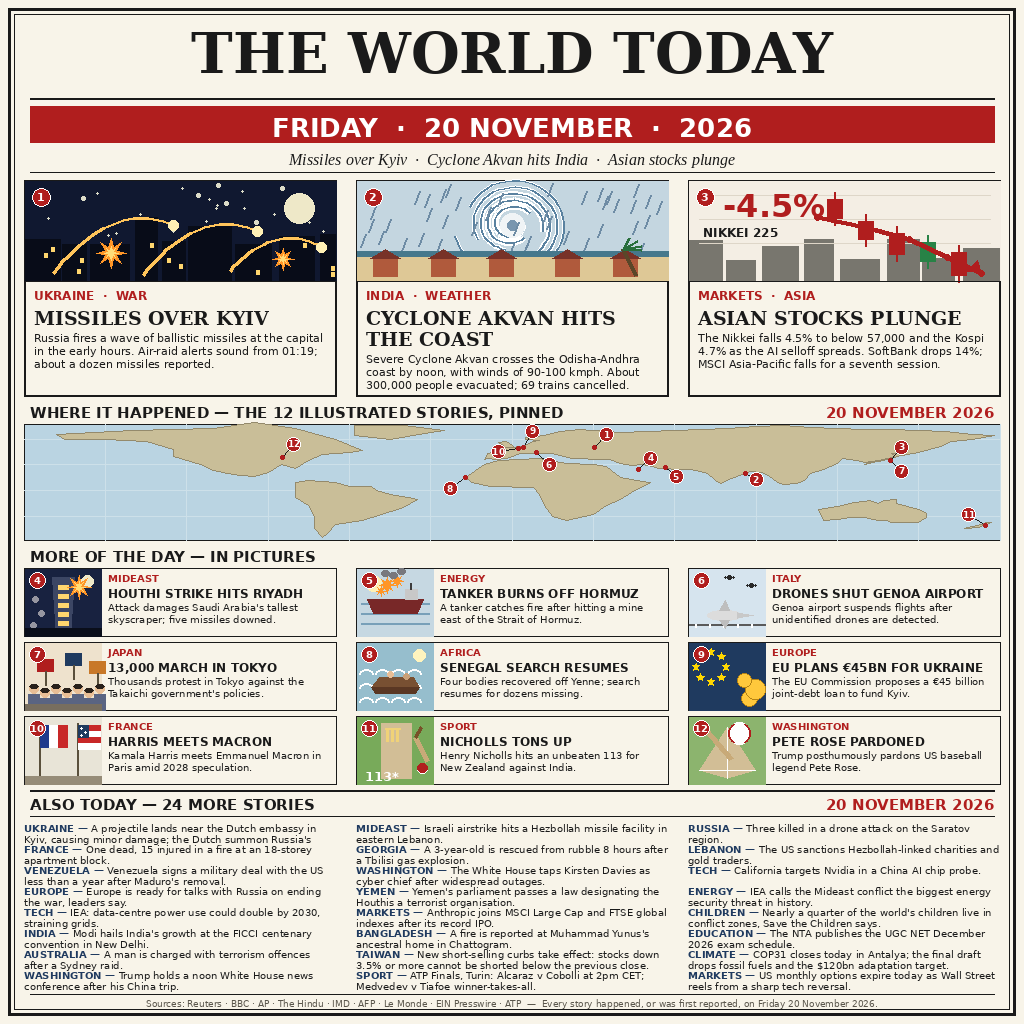 THE WORLD TODAY
FRIDAY · 20 NOVEMBER · 2026
Missiles over Kyiv · Cyclone Akvan hits India · Asian stocks plunge
1
UKRAINE · WAR
MISSILES OVER KYIV
Russia fires a wave of ballistic missiles at the capital
in the early hours. Air-raid alerts sound from 01:19;
about a dozen missiles reported.
2
INDIA · WEATHER
CYCLONE AKVAN HITS
THE COAST
Severe Cyclone Akvan crosses the Odisha-Andhra
coast by noon, with winds of 90-100 kmph. About
300,000 people evacuated; 69 trains cancelled.
3
-4.5%
NIKKEI 225
MARKETS · ASIA
ASIAN STOCKS PLUNGE
The Nikkei falls 4.5% to below 57,000 and the Kospi
4.7% as the AI selloff spreads. SoftBank drops 14%;
MSCI Asia-Pacific falls for a seventh session.
WHERE IT HAPPENED — THE 12 ILLUSTRATED STORIES, PINNED
20 NOVEMBER 2026
12
9
10
1
6
4
5
8
2
3
7
11
MORE OF THE DAY — IN PICTURES
4
MIDEAST
HOUTHI STRIKE HITS RIYADH
Attack damages Saudi Arabia's tallest
skyscraper; five missiles downed.
5
ENERGY
TANKER BURNS OFF HORMUZ
A tanker catches fire after hitting a mine
east of the Strait of Hormuz.
6
ITALY
DRONES SHUT GENOA AIRPORT
Genoa airport suspends flights after
unidentified drones are detected.
7
JAPAN
13,000 MARCH IN TOKYO
Thousands protest in Tokyo against the
Takaichi government's policies.
8
AFRICA
SENEGAL SEARCH RESUMES
Four bodies recovered off Yenne; search
resumes for dozens missing.
9
EUROPE
EU PLANS €45BN FOR UKRAINE
The EU Commission proposes a €45 billion
joint-debt loan to fund Kyiv.
10
FRANCE
HARRIS MEETS MACRON
Kamala Harris meets Emmanuel Macron in
Paris amid 2028 speculation.
11
113*
SPORT
NICHOLLS TONS UP
Henry Nicholls hits an unbeaten 113 for
New Zealand against India.
12
WASHINGTON
PETE ROSE PARDONED
Trump posthumously pardons US baseball
legend Pete Rose.
ALSO TODAY — 24 MORE STORIES
20 NOVEMBER 2026
UKRAINE — A projectile lands near the Dutch embassy in
Kyiv, causing minor damage; the Dutch summon Russia's
FRANCE — One dead, 15 injured in a fire at an 18-storey
apartment block.
VENEZUELA — Venezuela signs a military deal with the US
less than a year after Maduro's removal.
EUROPE — Europe is ready for talks with Russia on ending
the war, leaders say.
TECH — IEA: data-centre power use could double by 2030,
straining grids.
INDIA — Modi hails India's growth at the FICCI centenary
convention in New Delhi.
AUSTRALIA — A man is charged with terrorism offences
after a Sydney raid.
WASHINGTON — Trump holds a noon White House news
conference after his China trip.
MIDEAST — Israeli airstrike hits a Hezbollah missile facility in
eastern Lebanon.
GEORGIA — A 3-year-old is rescued from rubble 8 hours after
a Tbilisi gas explosion.
WASHINGTON — The White House taps Kirsten Davies as
cyber chief after widespread outages.
YEMEN — Yemen's parliament passes a law designating the
Houthis a terrorist organisation.
MARKETS — Anthropic joins MSCI Large Cap and FTSE global
indexes after its record IPO.
BANGLADESH — A fire is reported at Muhammad Yunus's
ancestral home in Chattogram.
TAIWAN — New short-selling curbs take effect: stocks down
3.5% or more cannot be shorted below the previous close.
SPORT — ATP Finals, Turin: Alcaraz v Cobolli at 2pm CET;
Medvedev v Tiafoe winner-takes-all.
RUSSIA — Three killed in a drone attack on the Saratov
region.
LEBANON — The US sanctions Hezbollah-linked charities and
gold traders.
TECH — California targets Nvidia in a China AI chip probe.
ENERGY — IEA calls the Mideast conflict the biggest energy
security threat in history.
CHILDREN — Nearly a quarter of the world's children live in
conflict zones, Save the Children says.
EDUCATION — The NTA publishes the UGC NET December
2026 exam schedule.
CLIMATE — COP31 closes today in Antalya; the final draft
drops fossil fuels and the $120bn adaptation target.
MARKETS — US monthly options expire today as Wall Street
reels from a sharp tech reversal.
Sources: Reuters · BBC · AP · The Hindu · IMD · AFP · Le Monde · EIN Presswire · ATP — Every story happened, or was first reported, on Friday 20 November 2026.